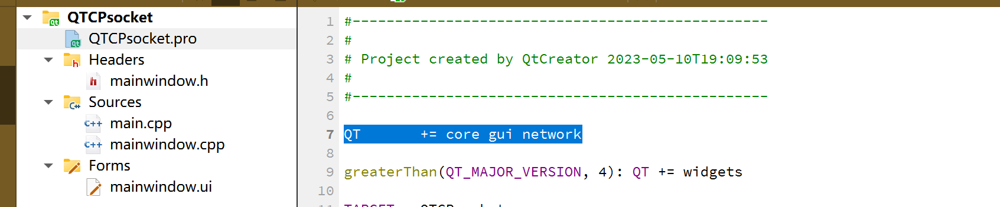 QTCPsocket
QTCPsocket.pro
Headers
mainwindow.h
Sources
main.cpp
mainwindow.cpp
Forms
mainwindow.ui
1 #-------------------------------------------------
2 #
3 # Project created by QtCreator 2023-05-10T19:09:53
4 #
5 #-------------------------------------------------
6
7 QT       += core gui network
8
9 greaterThan(QT_MAJOR_VERSION, 4): QT += widgets
10